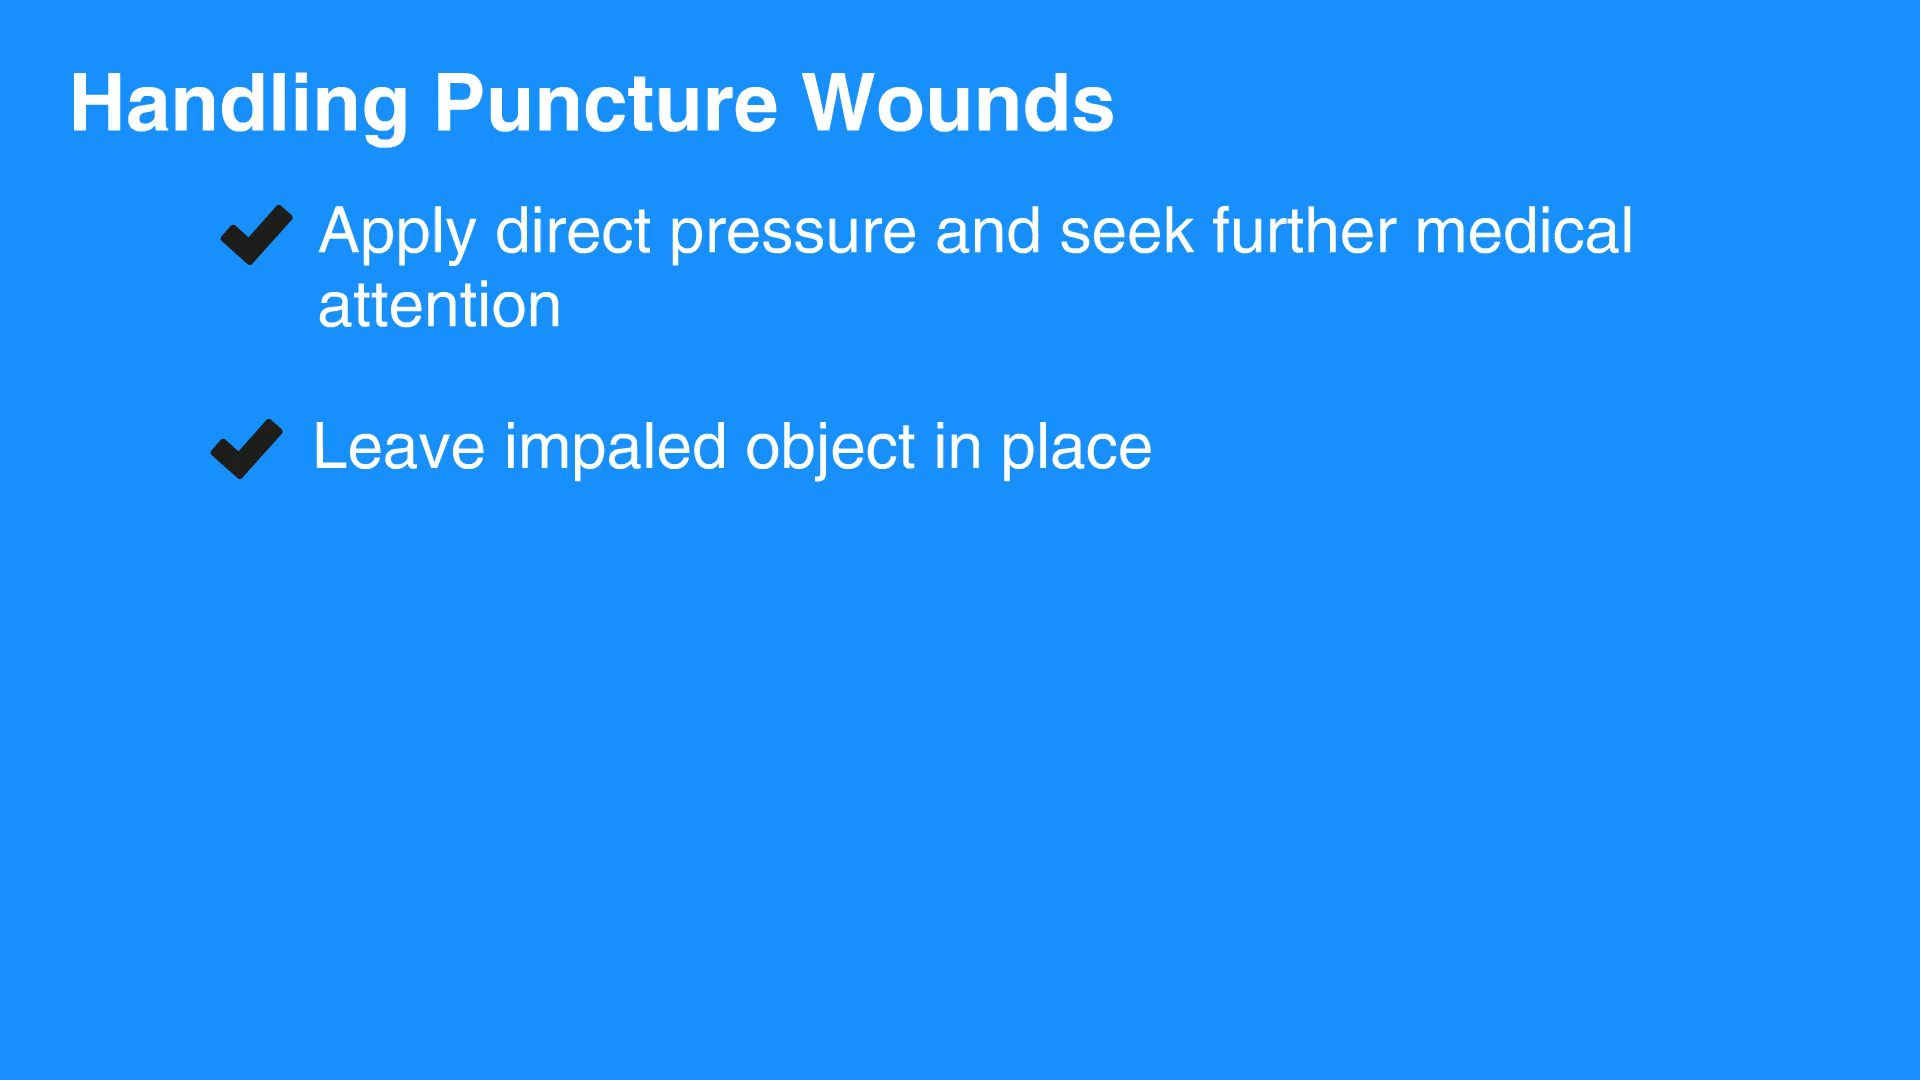 Handling Puncture Wounds
Apply direct pressure and seek further medical
attention
Leave impaled object in place